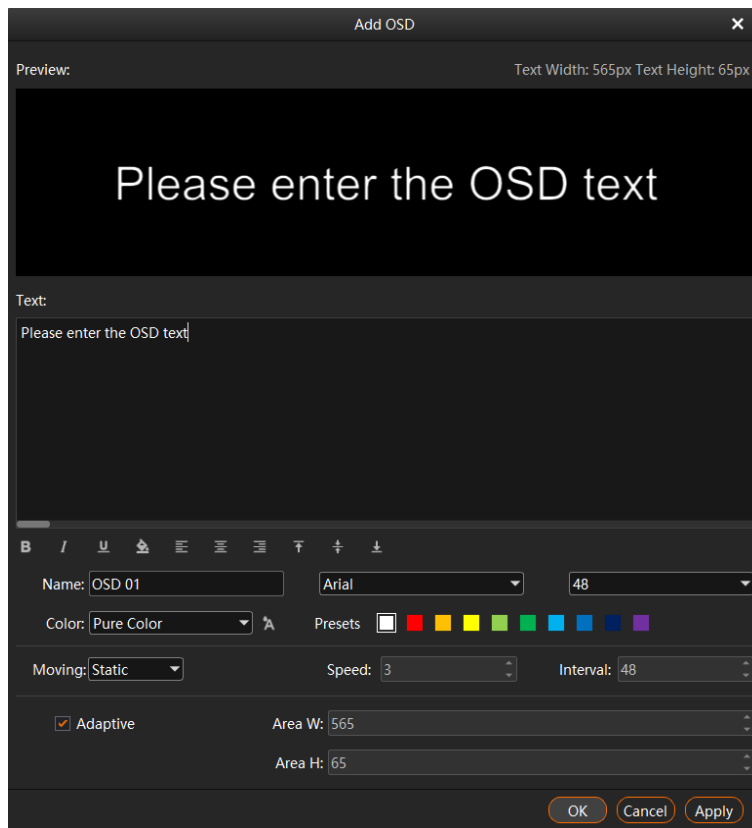 Add OSD
Preview:
Text Width: 565px Text Height: 65px
Please enter the OSD text
Text:
Please enter the OSD text
B I U
Name: OSD 01 Arial 48
Color: Pure Color A Presets
Moving: Static Speed: 3 Interval: 48
Adaptive Area W: 565
Area H: 65
OK Cancel Apply